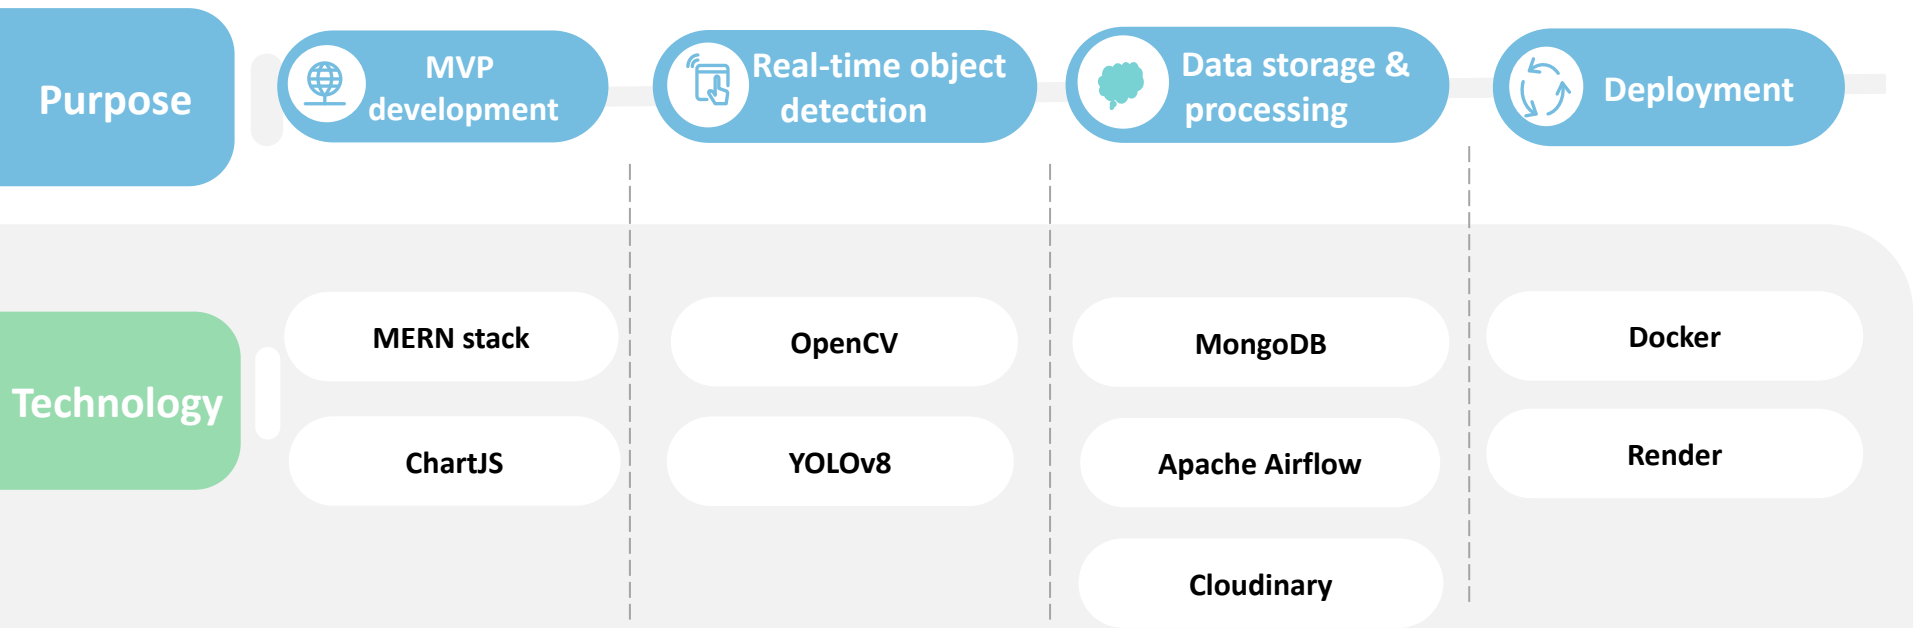 Purpose
MVP
development
Real-time object
detection
Data storage &
processing
Deployment
Technology
MERN stack
OpenCV
MongoDB
Docker
ChartJS
YOLOv8
Apache Airflow
Render
Cloudinary